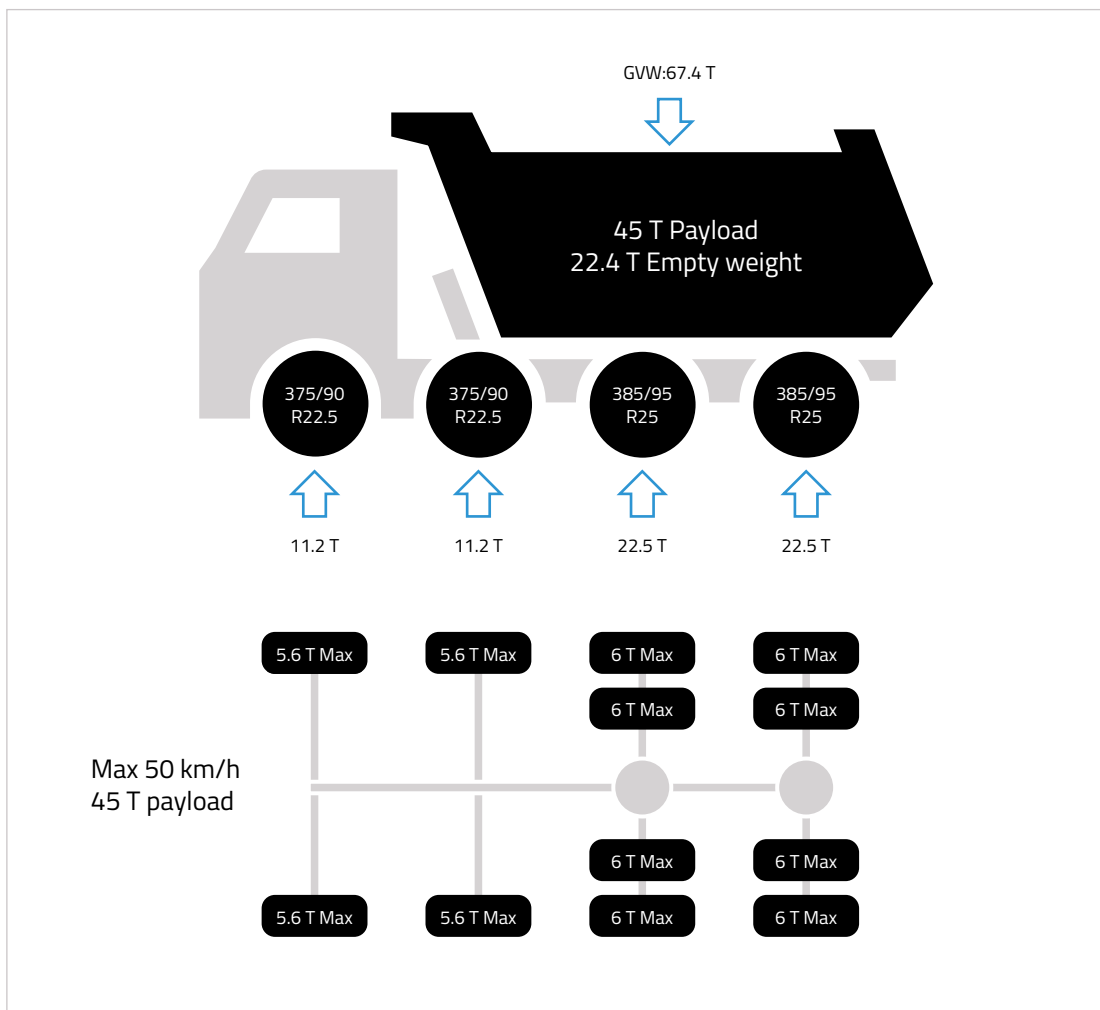 GVW:67.4 T
45 T Payload
22.4 T Empty weight
375/90
R22.5
375/90
R22.5
385/95
R25
385/95
R25
11.2 T
11.2 T
22.5 T
22.5 T
5.6 T Max
5.6 T Max
6 T Max
6 T Max
6 T Max
6 T Max
Max 50 km/h
45 T payload
6 T Max
6 T Max
5.6 T Max
5.6 T Max
6 T Max
6 T Max